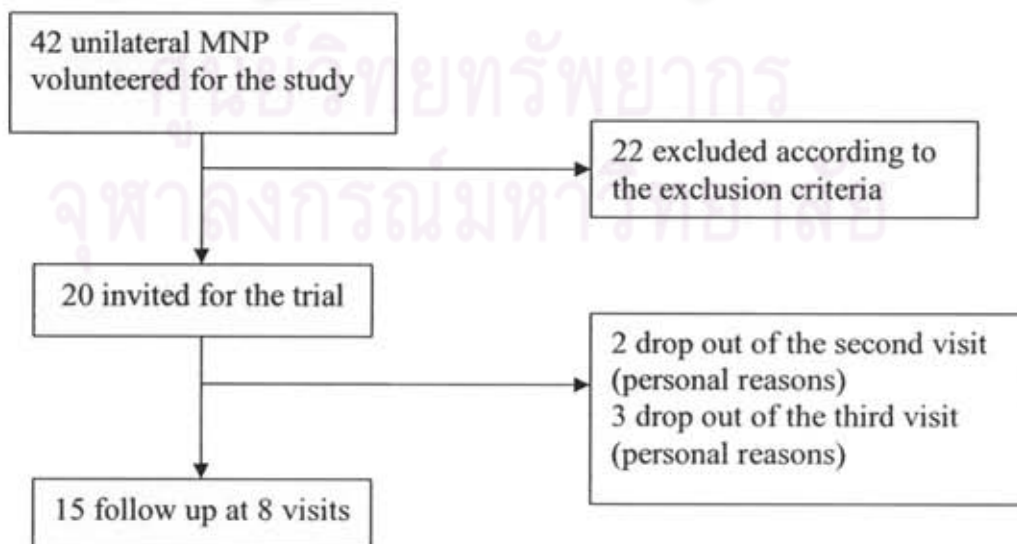 42 unilateral MNP
volunteered for the study
ศูนย์วิทยทรัพยากร
22 excluded according to
the exclusion criteria
จุฬาลงกรณ์มหาวิทยาลัย
20 invited for the trial
2 drop out of the second visit
(personal reasons)
3 drop out of the third visit
(personal reasons)
15 follow up at 8 visits